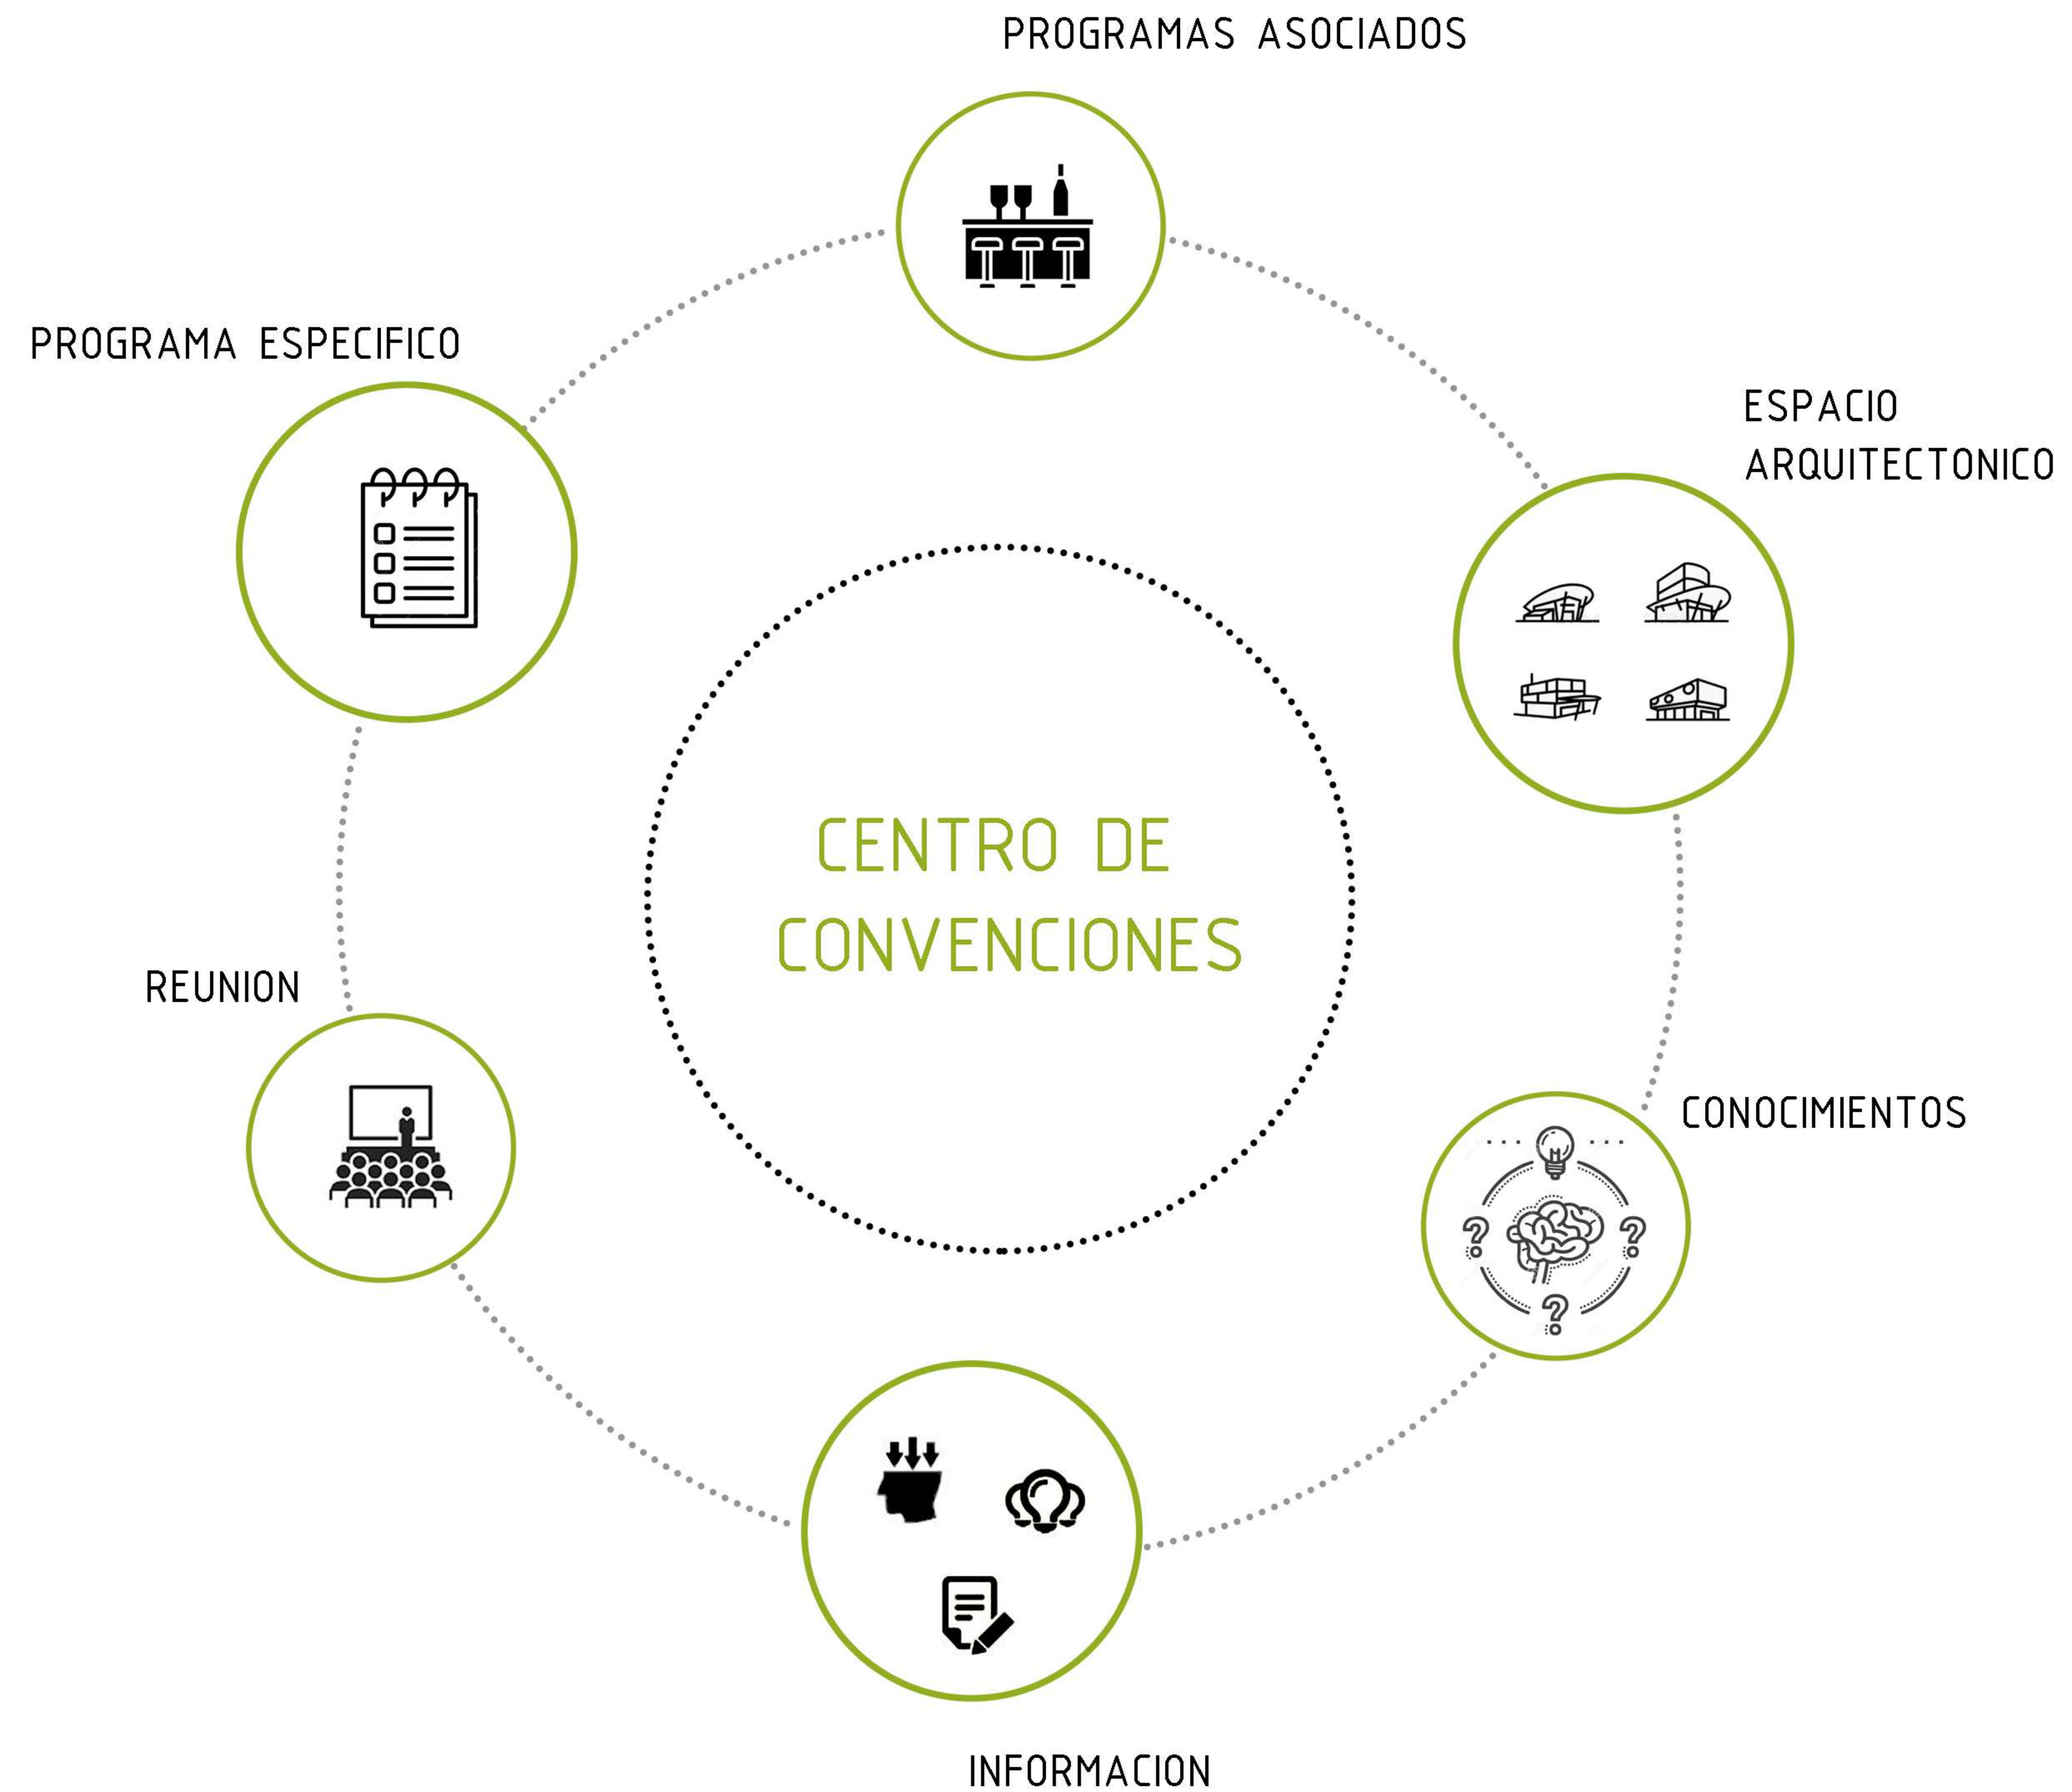 PROGRAMAS ASOCIADOS
PROGRAMA ESPECIFICO
ESPACIO
ARQUITECTONICO
CENTRO DE
CONVENCIONES
REUNION
CONOCIMIENTOS
? ?
?
INFORMACION